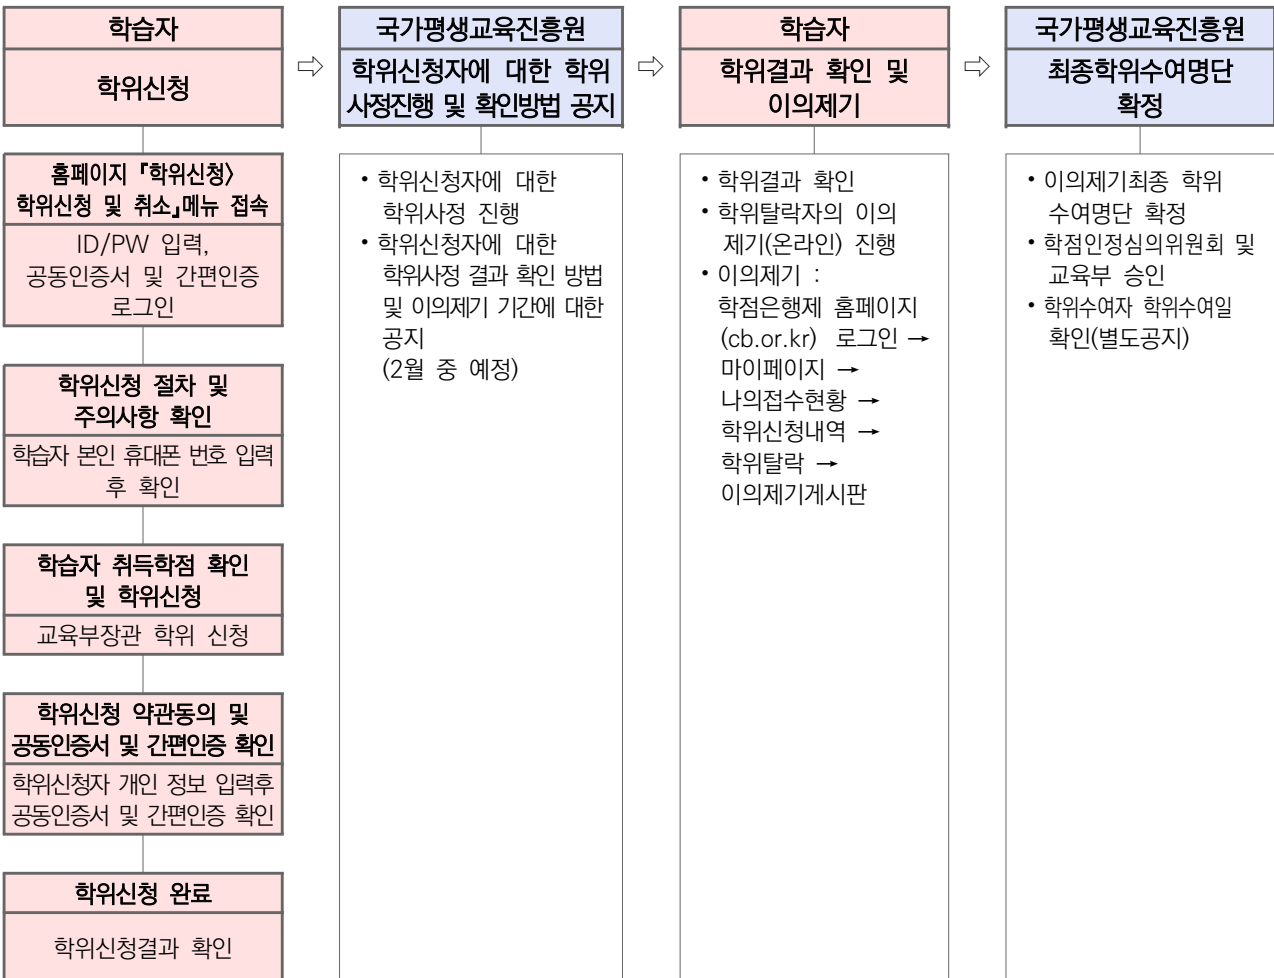 학습자
학위신청
⇨
국가평생교육진흥원
학위신청자에 대한 학위
사정진행 및 확인방법 공지
⇨
학습자
학위결과 확인 및
이의제기
⇨
국가평생교육진흥원
최종학위수여명단
확정
홈페이지 「학위신청〉
학위신청 및 취소」메뉴 접속
ID/PW 입력,
공동인증서 및 간편인증
로그인
학위신청 절차 및
주의사항 확인
학습자 본인 휴대폰 번호 입력
후 확인
학습자 취득학점 확인
및 학위신청
교육부장관 학위 신청
학위신청 약관동의 및
공동인증서 및 간편인증 확인
학위신청자 개인 정보 입력후
공동인증서 및 간편인증 확인
학위신청 완료
학위신청결과 확인
• 학위신청자에 대한
학위사정 진행
• 학위신청자에 대한
학위사정 결과 확인 방법
및 이의제기 기간에 대한
공지
(2월 중 예정)
• 학위결과 확인
• 학위탈락자의 이의
제기(온라인) 진행
• 이의제기 :
학점은행제 홈페이지
(cb.or.kr) 로그인 →
마이페이지 →
나의접수현황 →
학위신청내역 →
학위탈락 →
이의제기게시판
• 이의제기최종 학위
수여명단 확정
• 학점인정심의위원회 및
교육부 승인
• 학위수여자 학위수여일
확인(별도공지)